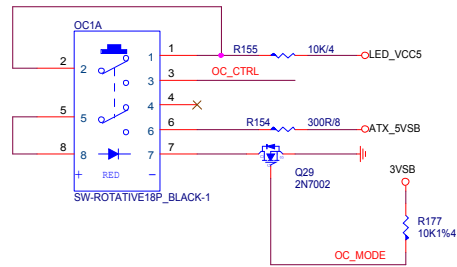 OC1A
2 2 1 1 R155 10K/4 LED_VCC5
3 3 OC_CTRL
4 4
5 5 6 6 R154 300R/8 ATX_5VSB
8 8 7 7
+ RED −
SW-ROTATIVE18P_BLACK-1
Q29
2N7002
3VSB
R177
10K1%4
OC_MODE